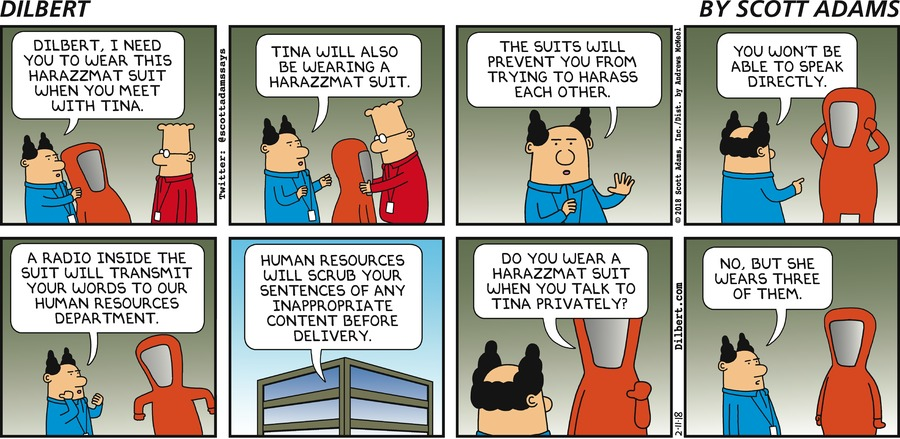 DILBERT
BY SCOTT ADAMS
DILBERT, I NEED
YOU TO WEAR THIS
HARAZZMAT SUIT
WHEN YOU MEET
WITH TINA.
Twitter: @scottadamssays
TINA WILL ALSO
BE WEARING A
HARAZZMAT SUIT.
THE SUITS WILL
PREVENT YOU FROM
TRYING TO HARASS
EACH OTHER.
© 2018 Scott Adams, Inc./Dist. by Andrews McMeel
YOU WON'T BE
ABLE TO SPEAK
DIRECTLY.
A RADIO INSIDE THE
SUIT WILL TRANSMIT
YOUR WORDS TO OUR
HUMAN RESOURCES
DEPARTMENT.
HUMAN RESOURCES
WILL SCRUB YOUR
SENTENCES OF ANY
INAPPROPRIATE
CONTENT BEFORE
DELIVERY.
DO YOU WEAR A
HARAZZMAT SUIT
WHEN YOU TALK TO
TINA PRIVATELY?
2-11-18 Dilbert.com
NO, BUT SHE
WEARS THREE
OF THEM.